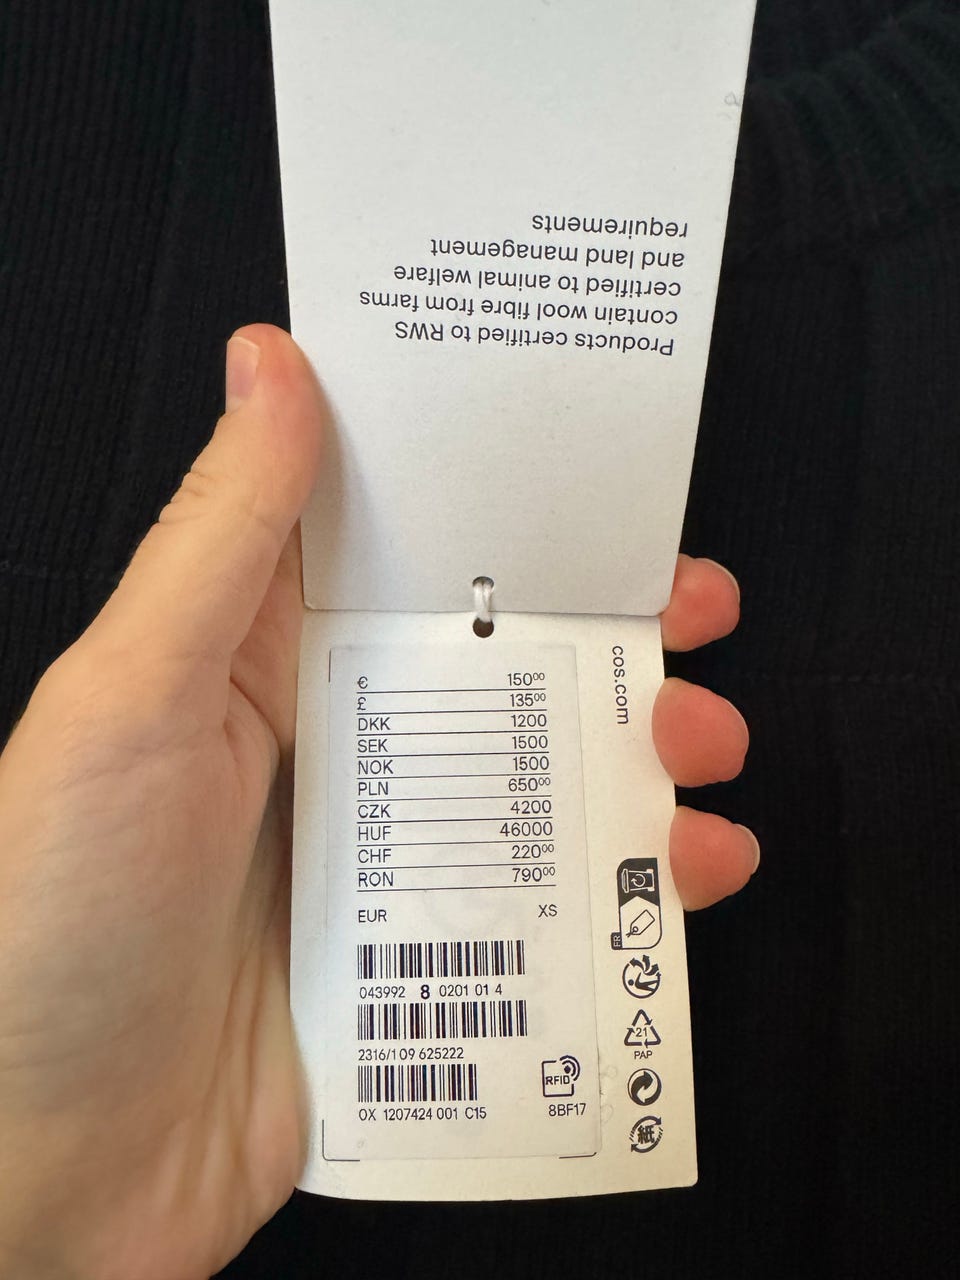 Products certified to RWS
contain wool fibre from farms
certified to animal welfare
and land management
requirements
cos.com
€ 150⁰⁰
£ 135⁰⁰
DKK 1200
SEK 1500
NOK 1500
PLN 650⁰⁰
CZK 4200
HUF 46000
CHF 220⁰⁰
RON 790⁰⁰
EUR XS
043992 8 0201 01 4
2316/1 09 625222
OX 1207424 001 C15
RFID
8BF17
FR
21
PAP
紙